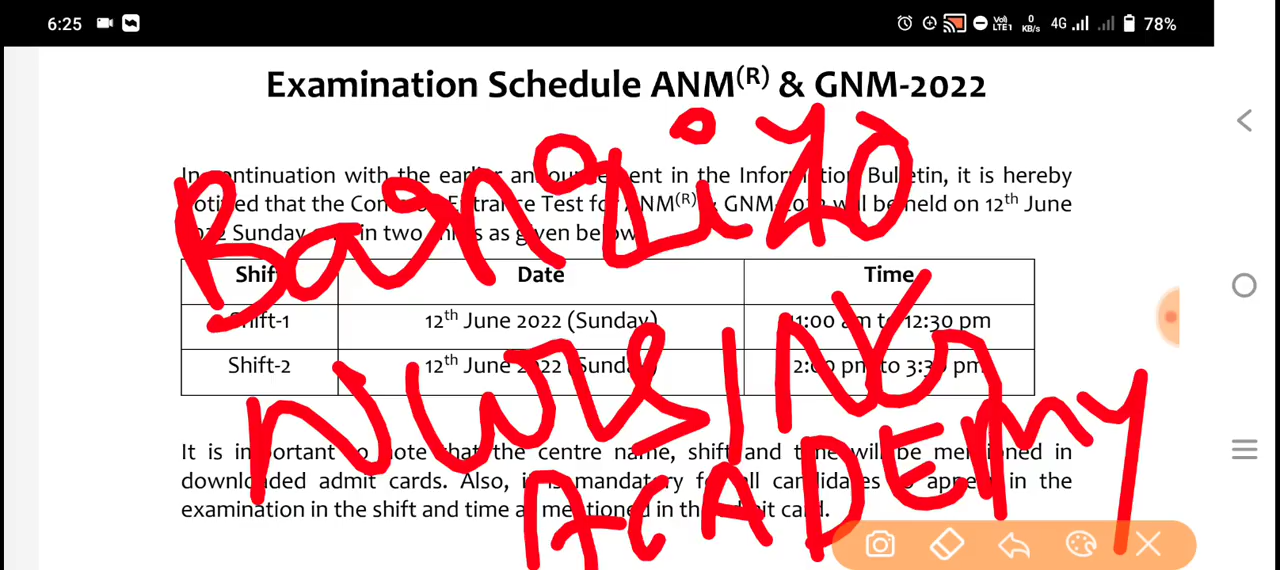 6:25 Vo) LTE1 0 KB/s 4G 78%
Examination Schedule ANM(R) & GNM-2022
In continuation with the earlier announcement in the Information Bulletin, it is hereby
notified that the Common Entrance Test for ANM(R) & GNM-2022 will be held on 12th June
2022 Sunday only in two shifts as given below
Shift Date Time
Shift-1 12th June 2022 (Sunday) 11:00 am to 12:30 pm
Shift-2 12th June 2022 (Sunday) 2:00 pm to 3:30 pm
It is important to note that the centre name, shift and time will be mentioned in
downloaded admit cards. Also, it is mandatory for all candidates to appear in the
examination in the shift and time as mentioned in the admit card.
NURSING
ACADEMY